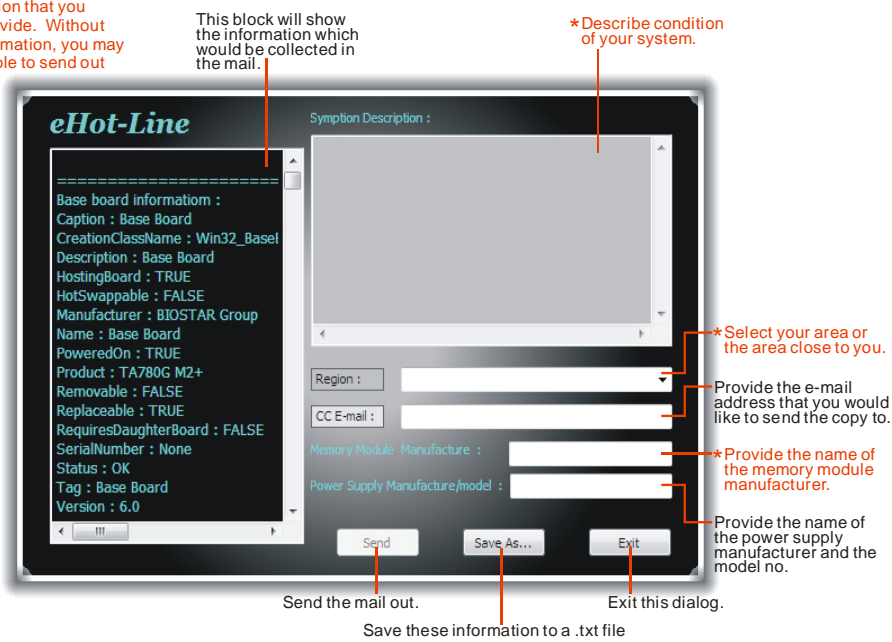 ion that you
vide. Without
mation, you may
ble to send out
This block will show
the information which
would be collected in
the mail.
*Describe condition
of your system.
eHot-Line
Symption Description :
=======================
Base board informatiom :
Caption : Base Board
CreationClassName : Win32_BaseB
Description : Base Board
HostingBoard : TRUE
HotSwappable : FALSE
Manufacturer : BIOSTAR Group
Name : Base Board
PoweredOn : TRUE
Product : TA780G M2+
Removable : FALSE
Replaceable : TRUE
RequiresDaughterBoard : FALSE
SerialNumber : None
Status : OK
Tag : Base Board
Version : 6.0
Region :
CC E-mail :
Memory Module Manufacture :
Power Supply Manufacture/model :
Send
Save As...
Exit
*Select your area or
the area close to you.
Provide the e-mail
address that you would
like to send the copy to.
*Provide the name of
the memory module
manufacturer.
Provide the name of
the power supply
manufacturer and the
model no.
Send the mail out.
Exit this dialog.
Save these information to a .txt file